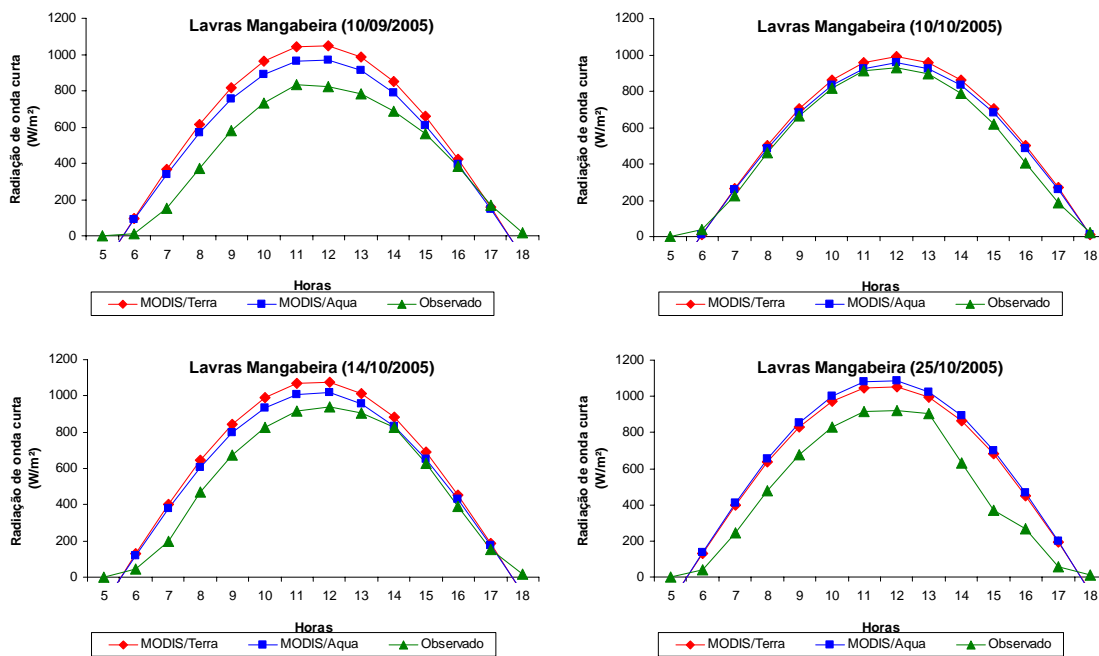 Lavras Mangabeira (10/09/2005)
Radiação de onda curta
(W/m²)
1200
1000
800
600
400
200
0
5 6 7 8 9 10 11 12 13 14 15 16 17 18
Horas
MODIS/Terra MODIS/Aqua Observado
Lavras Mangabeira (10/10/2005)
Radiação de onda curta
(W/m²)
1200
1000
800
600
400
200
0
5 6 7 8 9 10 11 12 13 14 15 16 17 18
Horas
MODIS/Terra MODIS/Aqua Observado
Lavras Mangabeira (14/10/2005)
Radiação de onda curta
(W/m²)
1200
1000
800
600
400
200
0
5 6 7 8 9 10 11 12 13 14 15 16 17 18
Horas
MODIS/Terra MODIS/Aqua Observado
Lavras Mangabeira (25/10/2005)
Radiação de onda curta
(W/m²)
1200
1000
800
600
400
200
0
5 6 7 8 9 10 11 12 13 14 15 16 17 18
Horas
MODIS/Terra MODIS/Aqua Observado